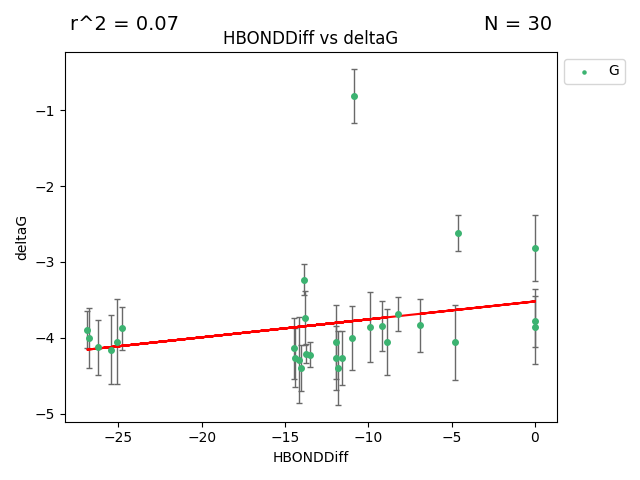 r^2 = 0.07
N = 30
HBONDDiff vs deltaG
G
−1
−2
−3
−4
−5
deltaG
−25
−20
−15
−10
−5
0
HBONDDiff